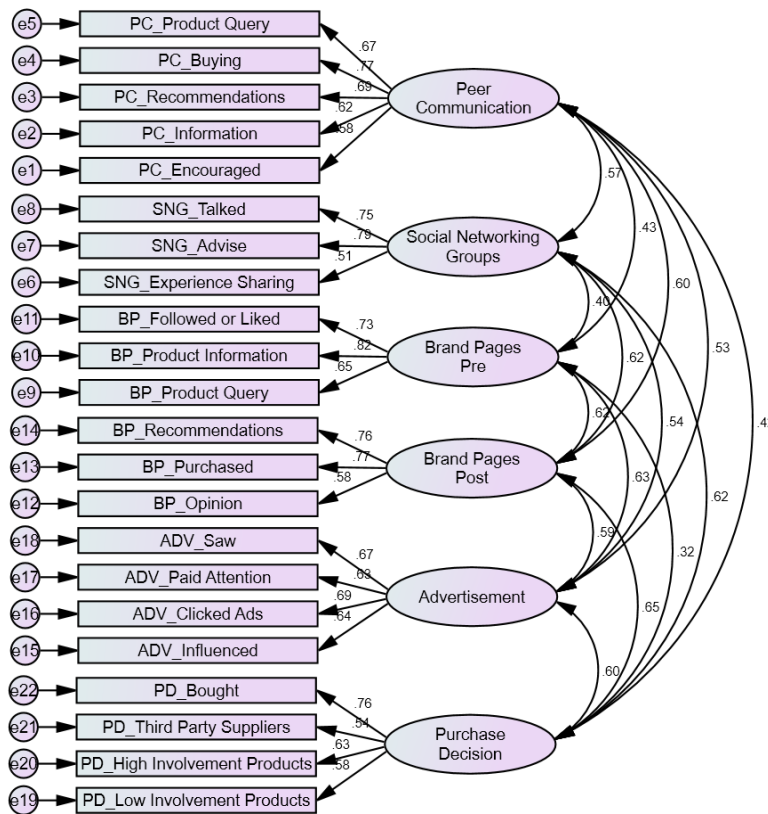 e5
PC_Product Query
.67
e4
PC_Buying
.77
e3
PC_Recommendations
.69
e2
PC_Information
.62
e1
PC_Encouraged
.58
Peer
Communication
e8
SNG_Talked
.75
e7
SNG_Advise
.79
e6
SNG_Experience Sharing
.51
Social Networking
Groups
e11
BP_Followed or Liked
.73
e10
BP_Product Information
.82
e9
BP_Product Query
.65
Brand Pages
Pre
e14
BP_Recommendations
.76
e13
BP_Purchased
.77
e12
BP_Opinion
.58
Brand Pages
Post
e18
ADV_Saw
.67
e17
ADV_Paid Attention
.63
e16
ADV_Clicked Ads
.69
e15
ADV_Influenced
.64
Advertisement
e22
PD_Bought
.76
e21
PD_Third Party Suppliers
.54
e20
PD_High Involvement Products
.63
e19
PD_Low Involvement Products
.58
Purchase
Decision
.57
.43
.60
.53
.40
.62
.54
.62
.62
.63
.32
.59
.65
.60